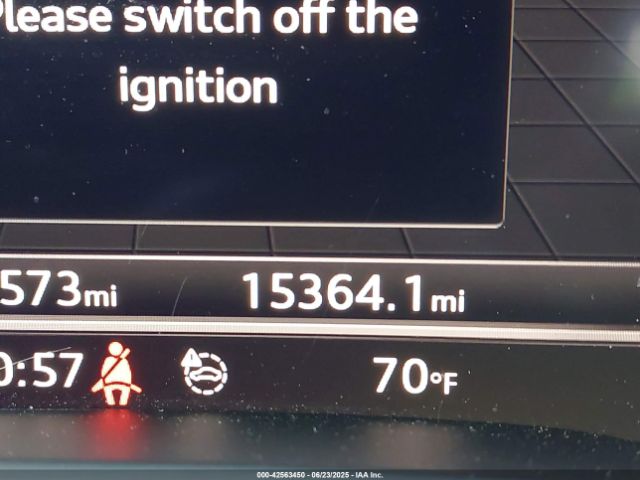 Please switch off the
ignition
573mi 15364.1mi
0:57 70°F
000-42563450 - 06/23/2025 - IAA Inc.